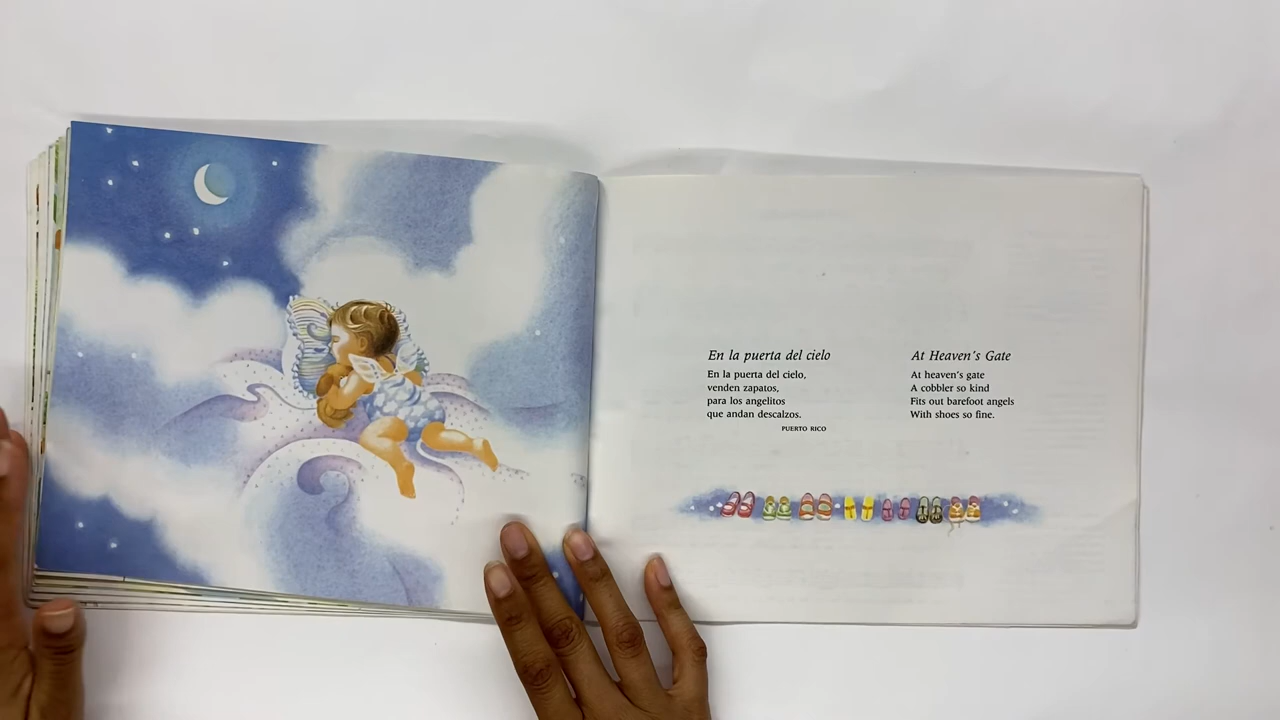 En la puerta del cielo
En la puerta del cielo,
venden zapatos,
para los angelitos
que andan descalzos.
PUERTO RICO
At Heaven's Gate
At heaven's gate
A cobbler so kind
Fits out barefoot angels
With shoes so fine.